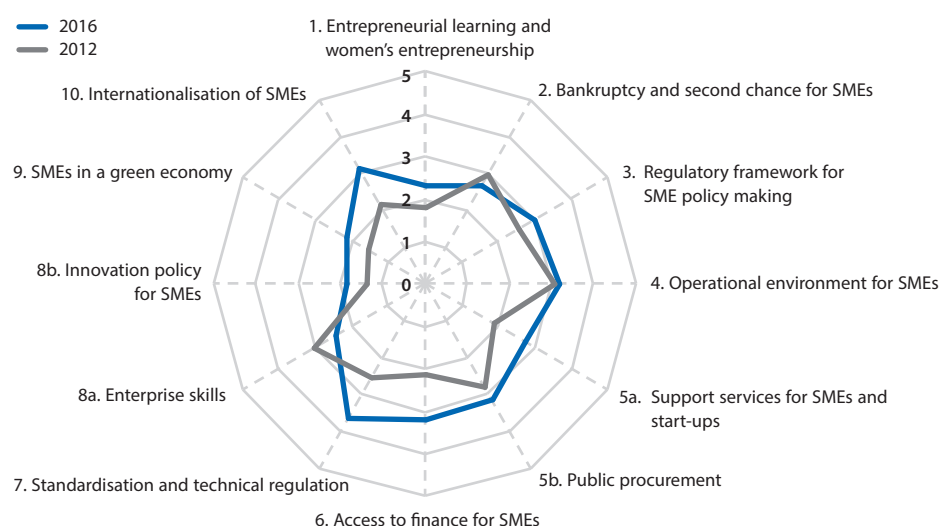 2016
2012
1. Entrepreneurial learning and
women's entrepreneurship
2. Bankruptcy and second chance for SMEs
3. Regulatory framework for
SME policy making
4. Operational environment for SMEs
5a. Support services for SMEs and
start-ups
5b. Public procurement
6. Access to finance for SMEs
7. Standardisation and technical regulation
8a. Enterprise skills
8b. Innovation policy
for SMEs
9. SMEs in a green economy
10. Internationalisation of SMEs
5
4
3
2
1
0